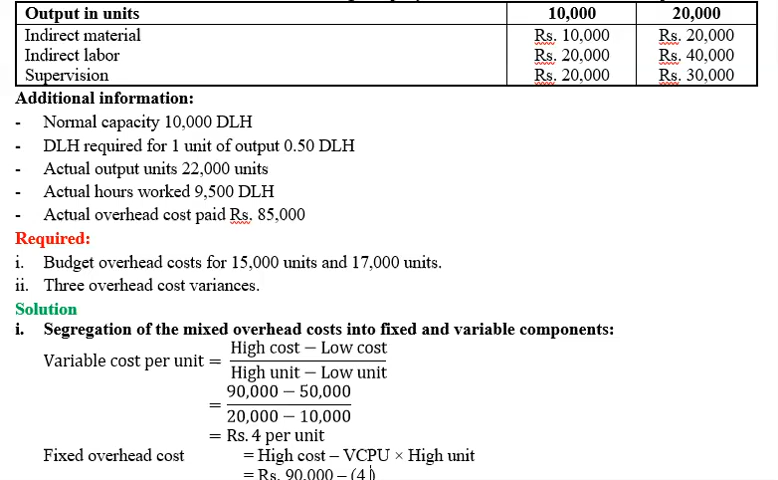 Output in units 10,000 20,000
Indirect material Rs. 10,000 Rs. 20,000
Indirect labor Rs. 20,000 Rs. 40,000
Supervision Rs. 20,000 Rs. 30,000
Additional information:
- Normal capacity 10,000 DLH
- DLH required for 1 unit of output 0.50 DLH
- Actual output units 22,000 units
- Actual hours worked 9,500 DLH
- Actual overhead cost paid Rs. 85,000
Required:
i. Budget overhead costs for 15,000 units and 17,000 units.
ii. Three overhead cost variances.
Solution
i. Segregation of the mixed overhead costs into fixed and variable components:
Variable cost per unit = High cost − Low cost
High unit − Low unit
= 90,000 − 50,000
20,000 − 10,000
= Rs. 4 per unit
Fixed overhead cost = High cost – VCPU × High unit
= Rs. 90,000 – (4 )